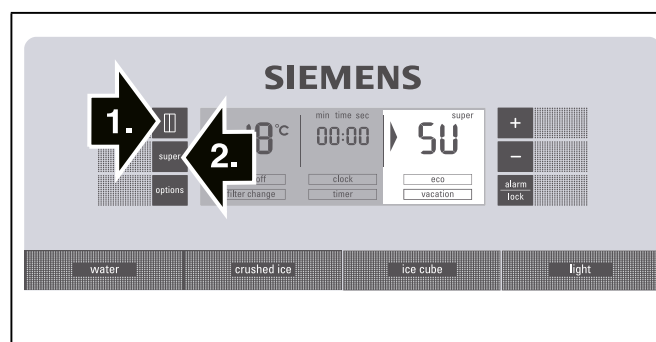 SIEMENS
1.
2.
super
options
8°C
off
filter change
min time sec
00:00
clock
timer
super
SU
eco
vacation
+
−
alarm
lock
water
crushed ice
ice cube
light